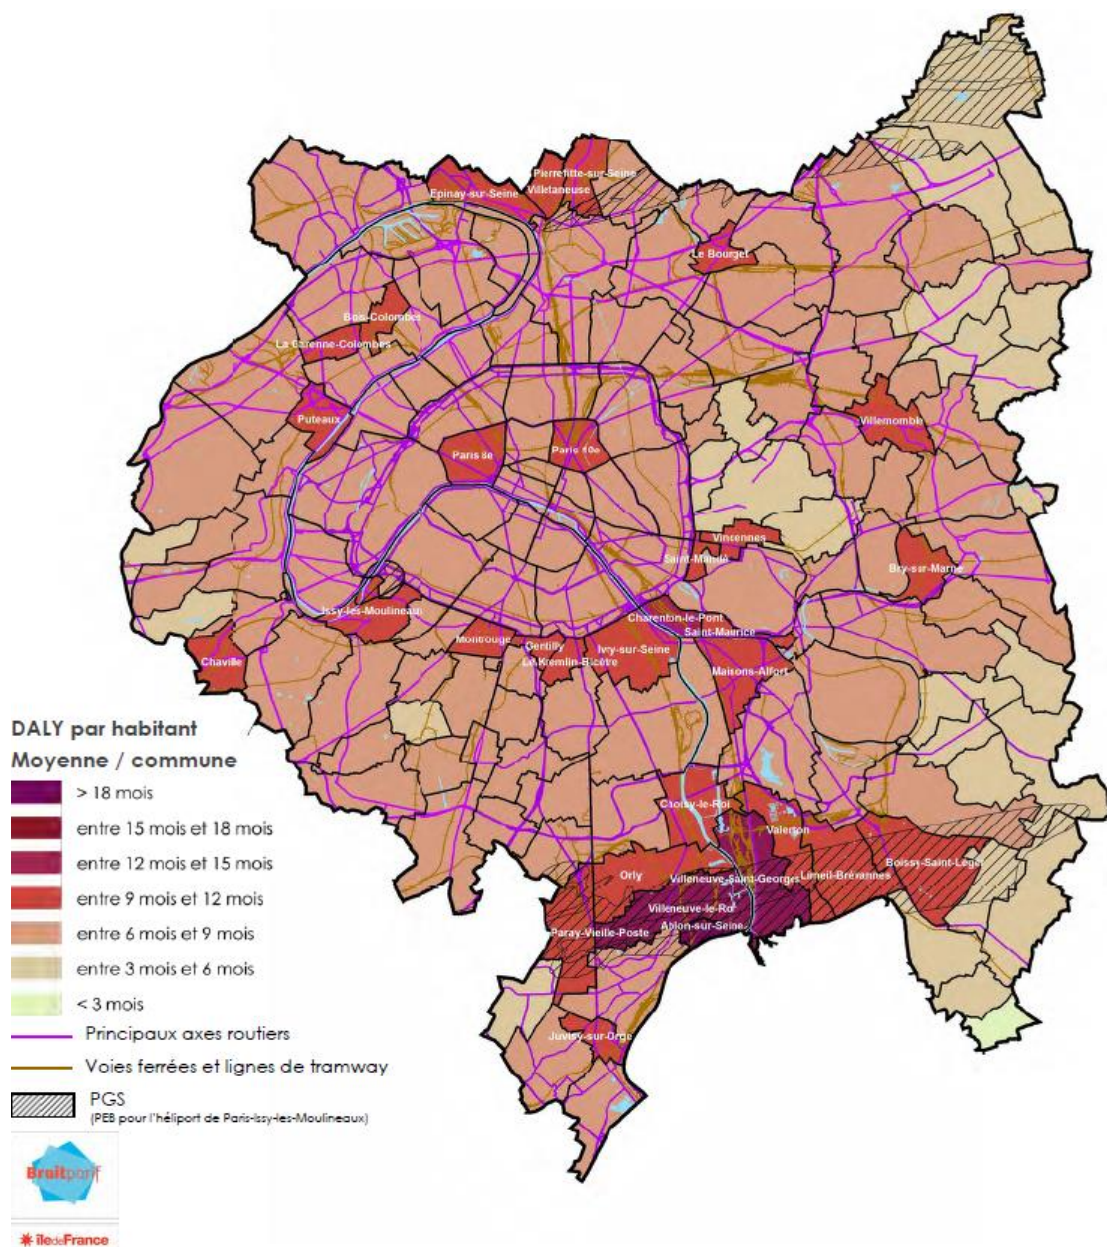 Pierrefitte-sur-Seine
Villetaneuse
Epinay-sur-Seine
Le Bourget
Bois-Colombes
La Garenne-Colombes
Puteaux
Villemomble
Paris 8e
Paris 10e
Vincennes
Saint-Mandé
Bry-sur-Marne
Issy-les-Moulineaux
Charenton-le-Pont
Saint-Maurice
Montrouge
Gentilly
Ivry-sur-Seine
Le Kremlin-Bicêtre
Chaville
Maisons-Alfort
DALY par habitant
Moyenne / commune
> 18 mois
entre 15 mois et 18 mois
entre 12 mois et 15 mois
entre 9 mois et 12 mois
entre 6 mois et 9 mois
entre 3 mois et 6 mois
< 3 mois
Principaux axes routiers
Voies ferrées et lignes de tramway
PGS
(PEB pour l'héliport de Paris-Issy-les-Moulineaux)
Choisy-le-Roi
Valenton
Boissy-Saint-Léger
Orly
Villeneuve-Saint-Georges
Limeil-Brévannes
Villeneuve-le-Roi
Ablon-sur-Seine
Paray-Vieille-Poste
Juvisy-sur-Orge
Bruitparif
îledeFrance